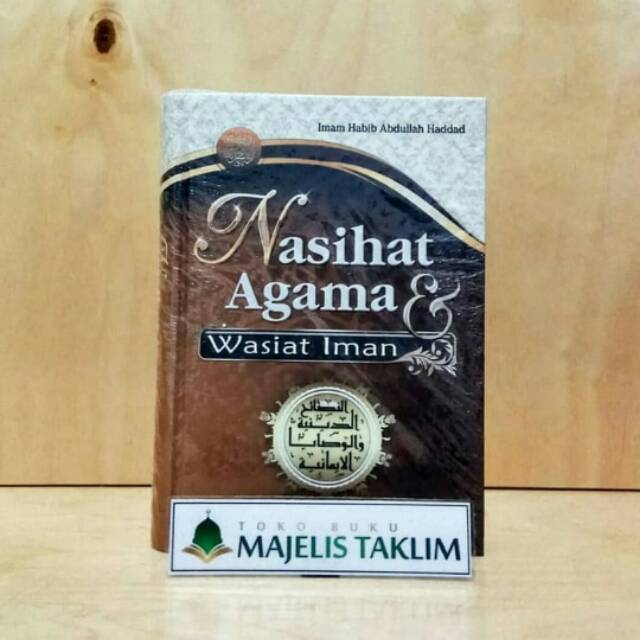 Imam Habib Abdullah Haddad
Nasihat
Agama &
Wasiat Iman
النصائح
الدينية
والوصايا
الإيمانية
TOKO BUKU
MAJELIS TAKLIM